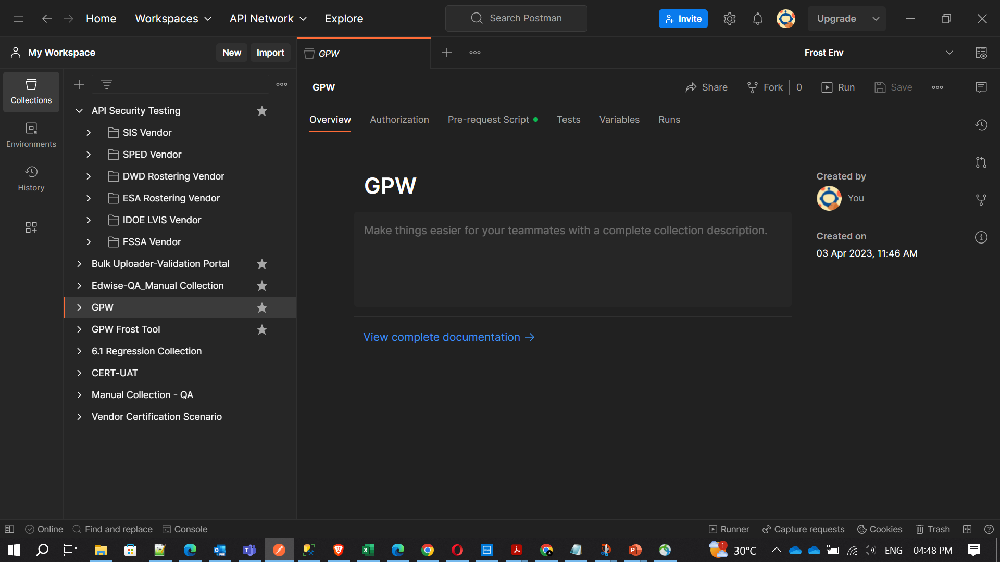 Home Workspaces API Network Explore Search Postman Invite Upgrade
My Workspace New Import GPW Frost Env
GPW Share Fork 0 Run Save
Collections
Environments
History
API Security Testing
SIS Vendor
SPED Vendor
DWD Rostering Vendor
ESA Rostering Vendor
IDOE LVIS Vendor
FSSA Vendor
Bulk Uploader-Validation Portal
Edwise-QA_Manual Collection
GPW
GPW Frost Tool
6.1 Regression Collection
CERT-UAT
Manual Collection - QA
Vendor Certification Scenario
Overview Authorization Pre-request Script Tests Variables Runs
GPW
Make things easier for your teammates with a complete collection description.
View complete documentation →
Created by
You
Created on
03 Apr 2023, 11:46 AM
Online Find and replace Console Runner Capture requests Cookies Trash
1 30°C ENG 04:48 PM